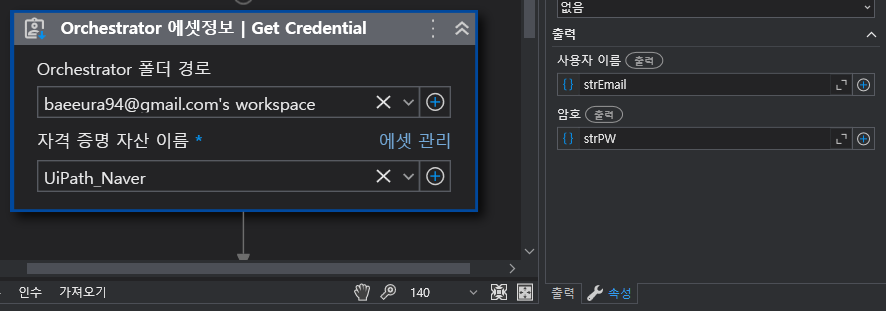 Orchestrator 에셋정보 | Get Credential
Orchestrator 폴더 경로
baeeura94@gmail.com's workspace
자격 증명 자산 이름 *
에셋 관리
UiPath_Naver
인수
가져오기
140
없음
출력
사용자 이름 출력
strEmail
암호 출력
strPW
출력
속성